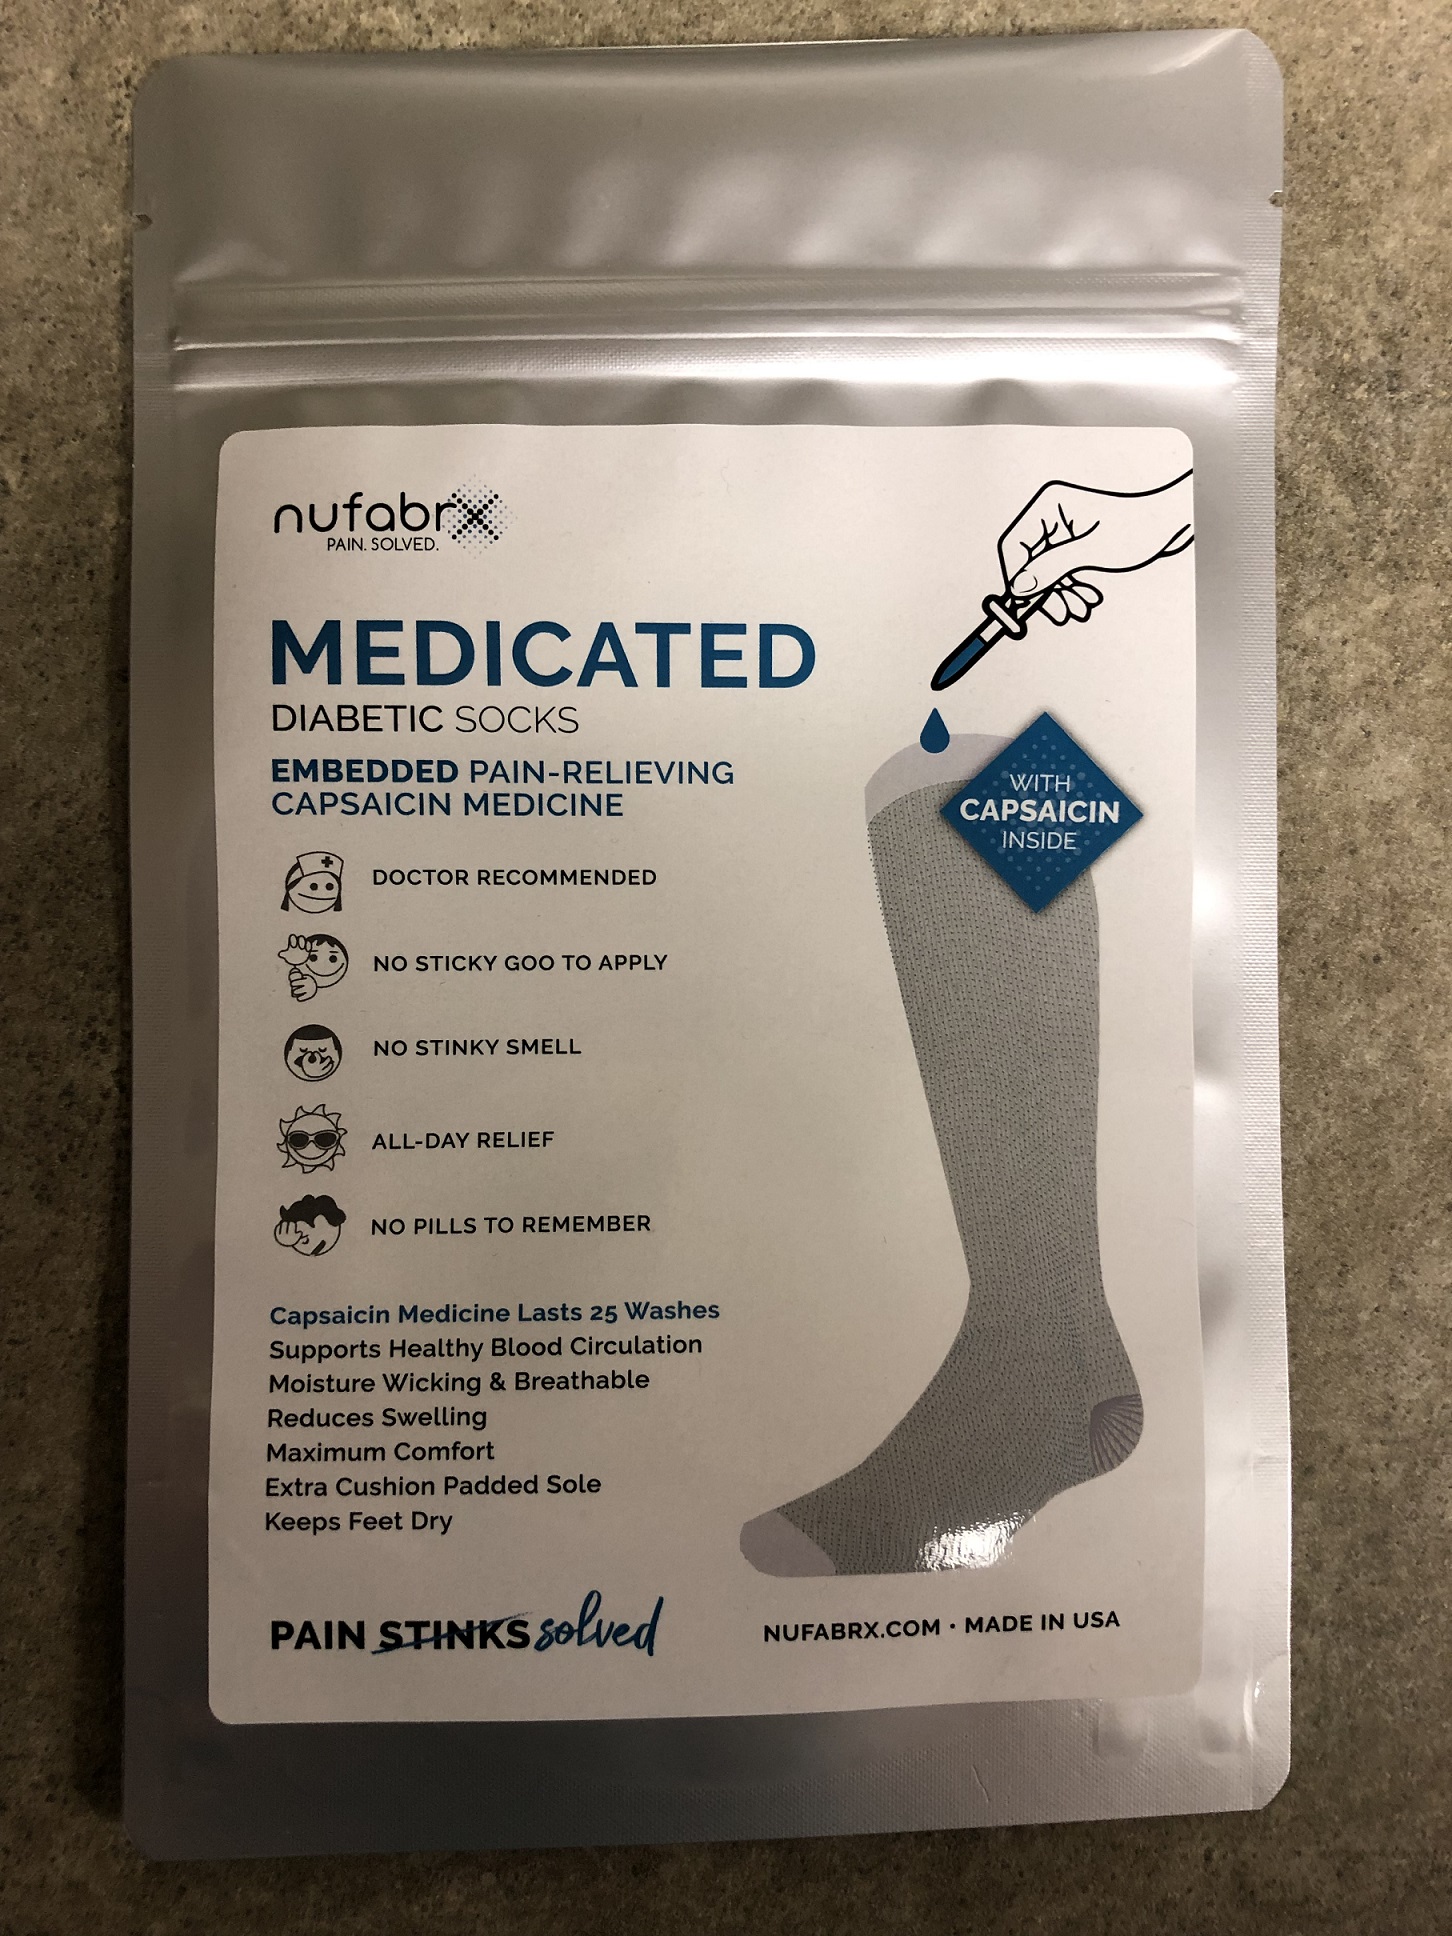 nufabrx
PAIN. SOLVED.
MEDICATED
DIABETIC SOCKS
EMBEDDED PAIN-RELIEVING
CAPSAICIN MEDICINE
WITH
CAPSAICIN
INSIDE
DOCTOR RECOMMENDED
NO STICKY GOO TO APPLY
NO STINKY SMELL
ALL-DAY RELIEF
NO PILLS TO REMEMBER
Capsaicin Medicine Lasts 25 Washes
Supports Healthy Blood Circulation
Moisture Wicking & Breathable
Reduces Swelling
Maximum Comfort
Extra Cushion Padded Sole
Keeps Feet Dry
PAIN STINKS solved
NUFABRX.COM • MADE IN USA